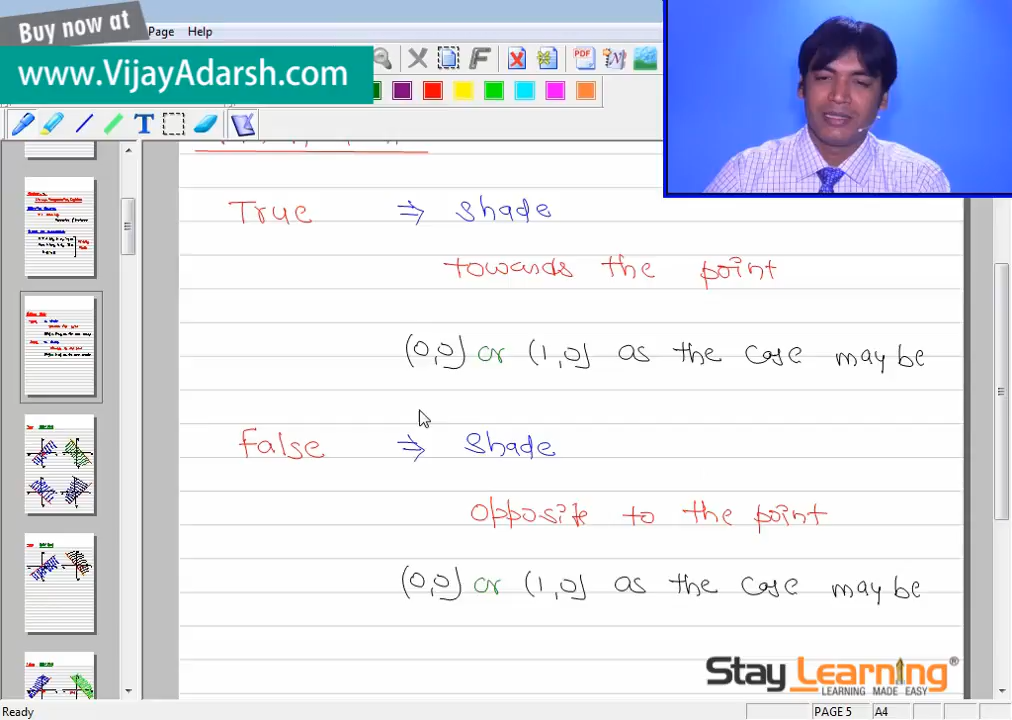 Buy now at
www.VijayAdarsh.com
Page Help
True ⇒ Shade
towards the point
(0,0) or (1,0) as the case may be
False ⇒ Shade
opposite to the point
(0,0) or (1,0) as the case may be
Stay Learning®
LEARNING MADE EASY
Ready
PAGE 5 A4